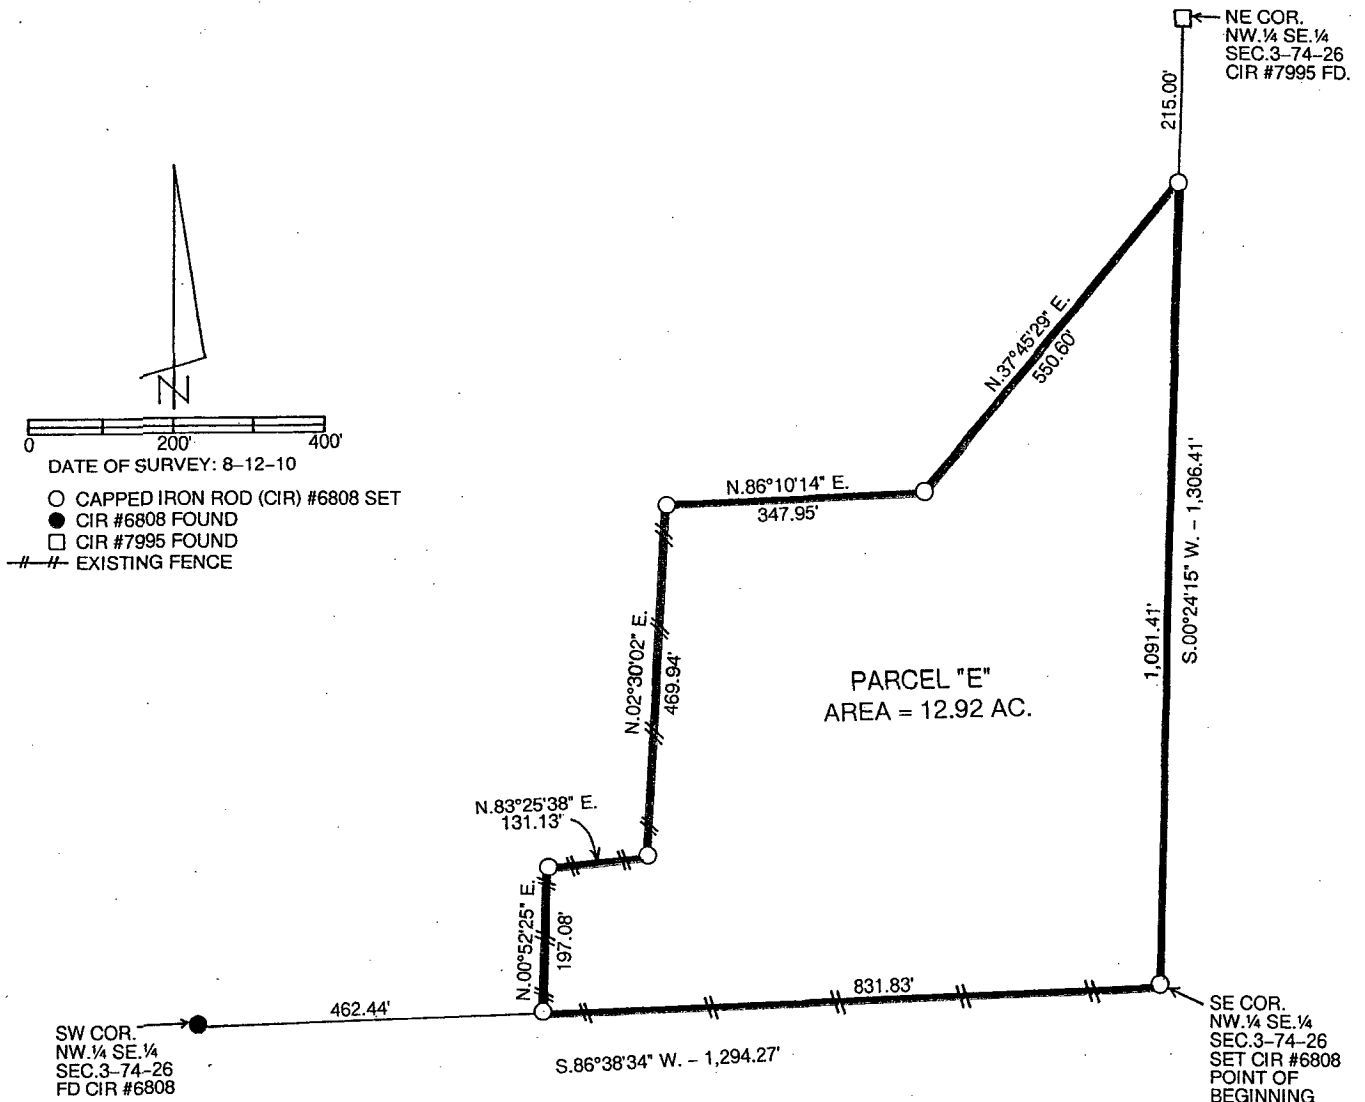 NE COR.
NW.¼ SE.¼
SEC.3–74–26
CIR #7995 FD.
215.00'
N
0 200' 400'
DATE OF SURVEY: 8–12–10
CAPPED IRON ROD (CIR) #6808 SET
CIR #6808 FOUND
CIR #7995 FOUND
EXISTING FENCE
N.37°45'29" E.
550.60'
N.86°10'14" E.
347.95'
S.00°24'15" W. – 1,306.41'
1,091.41'
N.02°30'02" E.
469.94'
PARCEL "E"
AREA = 12.92 AC.
N.83°25'38" E.
131.13'
N.00°52'25" E.
197.08'
831.83'
462.44'
S.86°38'34" W. – 1,294.27'
SW COR.
NW.¼ SE.¼
SEC.3–74–26
FD CIR #6808
SE COR.
NW.¼ SE.¼
SEC.3–74–26
SET CIR #6808
POINT OF
BEGINNING